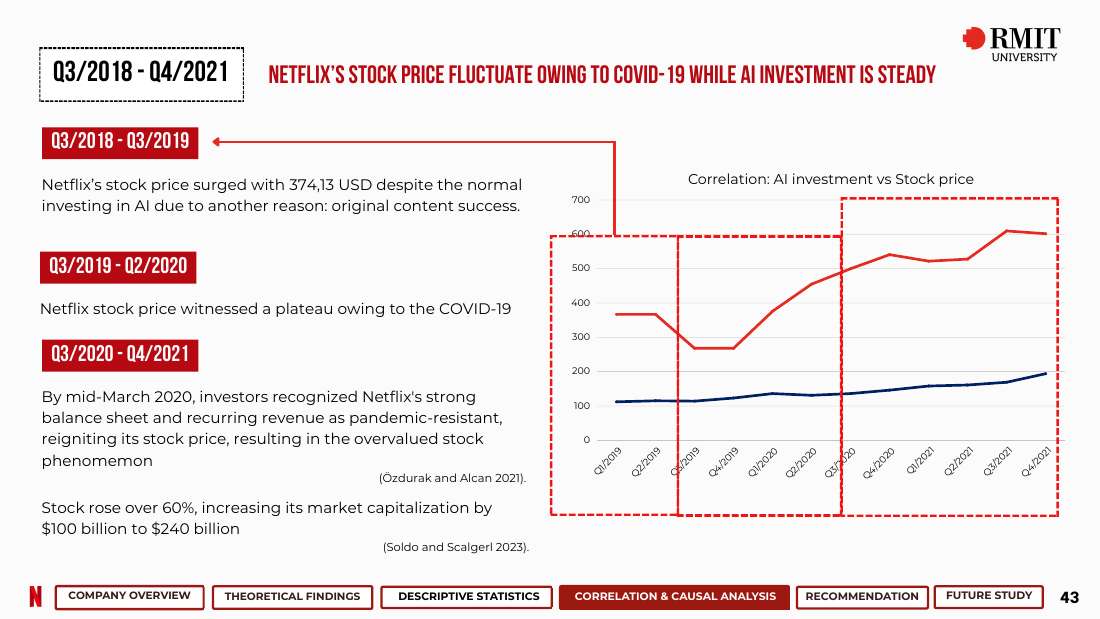 RMIT
UNIVERSITY
Q3/2018 - Q4/2021
NETFLIX'S STOCK PRICE FLUCTUATE OWING TO COVID-19 WHILE AI INVESTMENT IS STEADY
Q3/2018 - Q3/2019
Netflix's stock price surged with 374,13 USD despite the normal
investing in AI due to another reason: original content success.
Q3/2019 - Q2/2020
Netflix stock price witnessed a plateau owing to the COVID-19
Q3/2020 - Q4/2021
By mid-March 2020, investors recognized Netflix's strong
balance sheet and recurring revenue as pandemic-resistant,
reigniting its stock price, resulting in the overvalued stock
phenomemon
(Özdurak and Alcan 2021).
Stock rose over 60%, increasing its market capitalization by
$100 billion to $240 billion
(Soldo and Scalgerl 2023).
Correlation: AI investment vs Stock price
700
600
500
400
300
200
100
0
Q1/2019
Q2/2019
Q3/2019
Q4/2019
Q1/2020
Q2/2020
Q3/2020
Q4/2020
Q1/2021
Q2/2021
Q3/2021
Q4/2021
N
COMPANY OVERVIEW
THEORETICAL FINDINGS
DESCRIPTIVE STATISTICS
CORRELATION & CAUSAL ANALYSIS
RECOMMENDATION
FUTURE STUDY
43